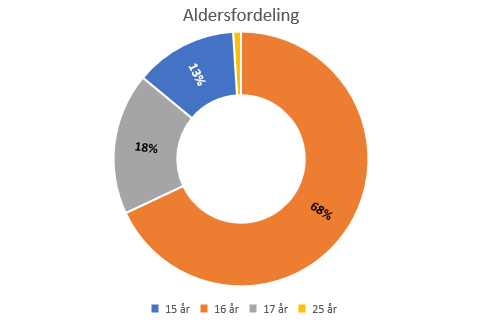 Aldersfordeling
13%
18%
68%
15 år 16 år 17 år 25 år